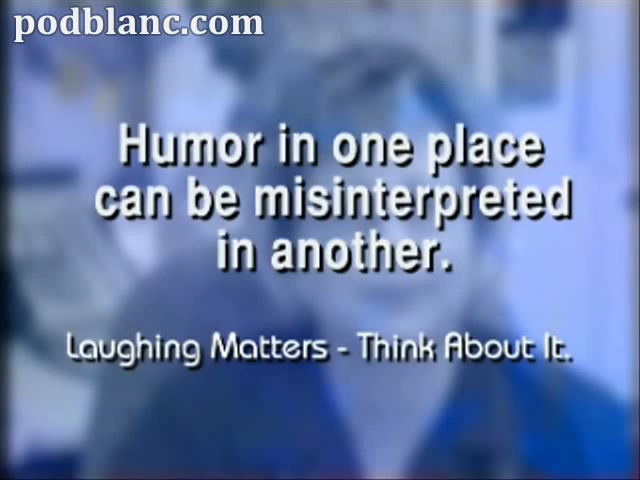 podblanc.com
Humor in one place
can be misinterpreted
in another.
Laughing Matters - Think About It.